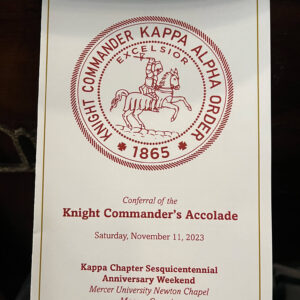 KNIGHT COMMANDER KAPPA ALPHA ORDER
EXCELSIOR
1865
Conferral of the
Knight Commander's Accolade
Saturday, November 11, 2023
Kappa Chapter Sesquicentennial
Anniversary Weekend
Mercer University Newton Chapel